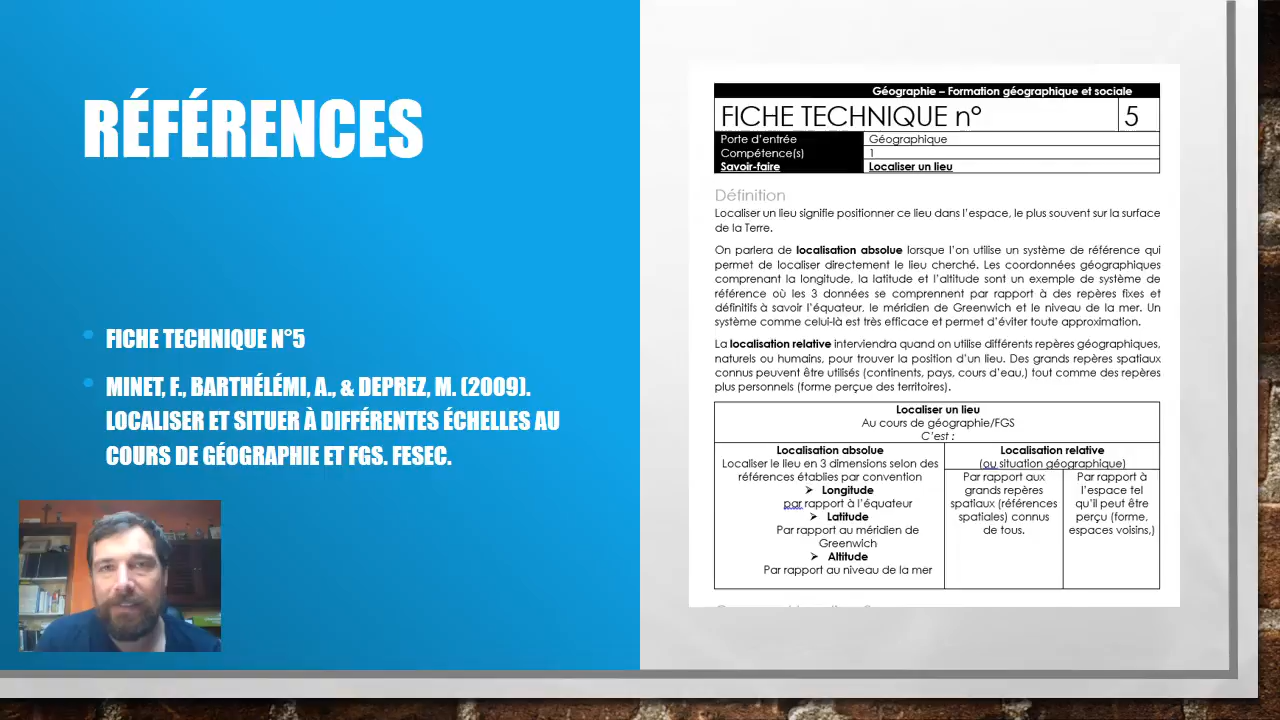 RÉFÉRENCES
FICHE TECHNIQUE N°5
MINET, F., BARTHÉLÉMI, A., & DEPREZ, M. (2009).
LOCALISER ET SITUER À DIFFÉRENTES ÉCHELLES AU
COURS DE GÉOGRAPHIE ET FGS. FESEC.
Géographie – Formation géographique et sociale
FICHE TECHNIQUE n° 5
Porte d'entrée Géographique
Compétence(s) 1
Savoir-faire Localiser un lieu
Définition
Localiser un lieu signifie positionner ce lieu dans l'espace, le plus souvent sur la surface
de la Terre.
On parlera de localisation absolue lorsque l'on utilise un système de référence qui
permet de localiser directement le lieu cherché. Les coordonnées géographiques
comprenant la longitude, la latitude et l'altitude sont un exemple de système de
référence où les 3 données se comprennent par rapport à des repères fixes et
définitifs à savoir l'équateur, le méridien de Greenwich et le niveau de la mer. Un
système comme celui-là est très efficace et permet d'éviter toute approximation.
La localisation relative interviendra quand on utilise différents repères géographiques,
naturels ou humains, pour trouver la position d'un lieu. Des grands repères spatiaux
connus peuvent être utilisés (continents, pays, cours d'eau,) tout comme des repères
plus personnels (forme perçue des territoires).
Localiser un lieu
Au cours de géographie/FGS
C'est :
Localisation absolue
Localiser le lieu en 3 dimensions selon des
références établies par convention
➢ Longitude
par rapport à l'équateur
➢ Latitude
Par rapport au méridien de
Greenwich
➢ Altitude
Par rapport au niveau de la mer
Localisation relative
(ou situation géographique)
Par rapport aux
grands repères
spatiaux (références
spatiales) connus
de tous.
Par rapport à
l'espace tel
qu'il peut être
perçu (forme,
espaces voisins,)